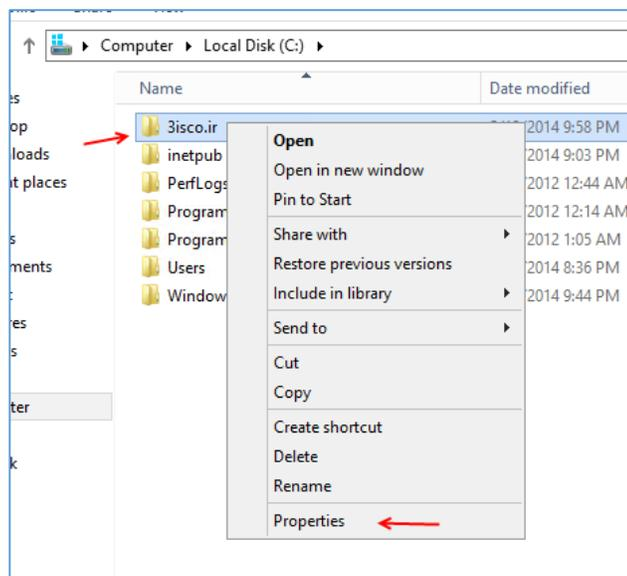 Computer ▸ Local Disk (C:) ▸
Name
Date modified
3isco.ir
2014 9:58 PM
inetpub
/2014 9:03 PM
PerfLogs
/2012 12:44 AM
Program
/2012 12:14 AM
Program
/2012 1:05 AM
Users
/2014 8:36 PM
Window
/2014 9:44 PM
es
op
loads
t places
s
ments
res
s
ter
k
Open
Open in new window
Pin to Start
Share with
Restore previous versions
Include in library
Send to
Cut
Copy
Create shortcut
Delete
Rename
Properties